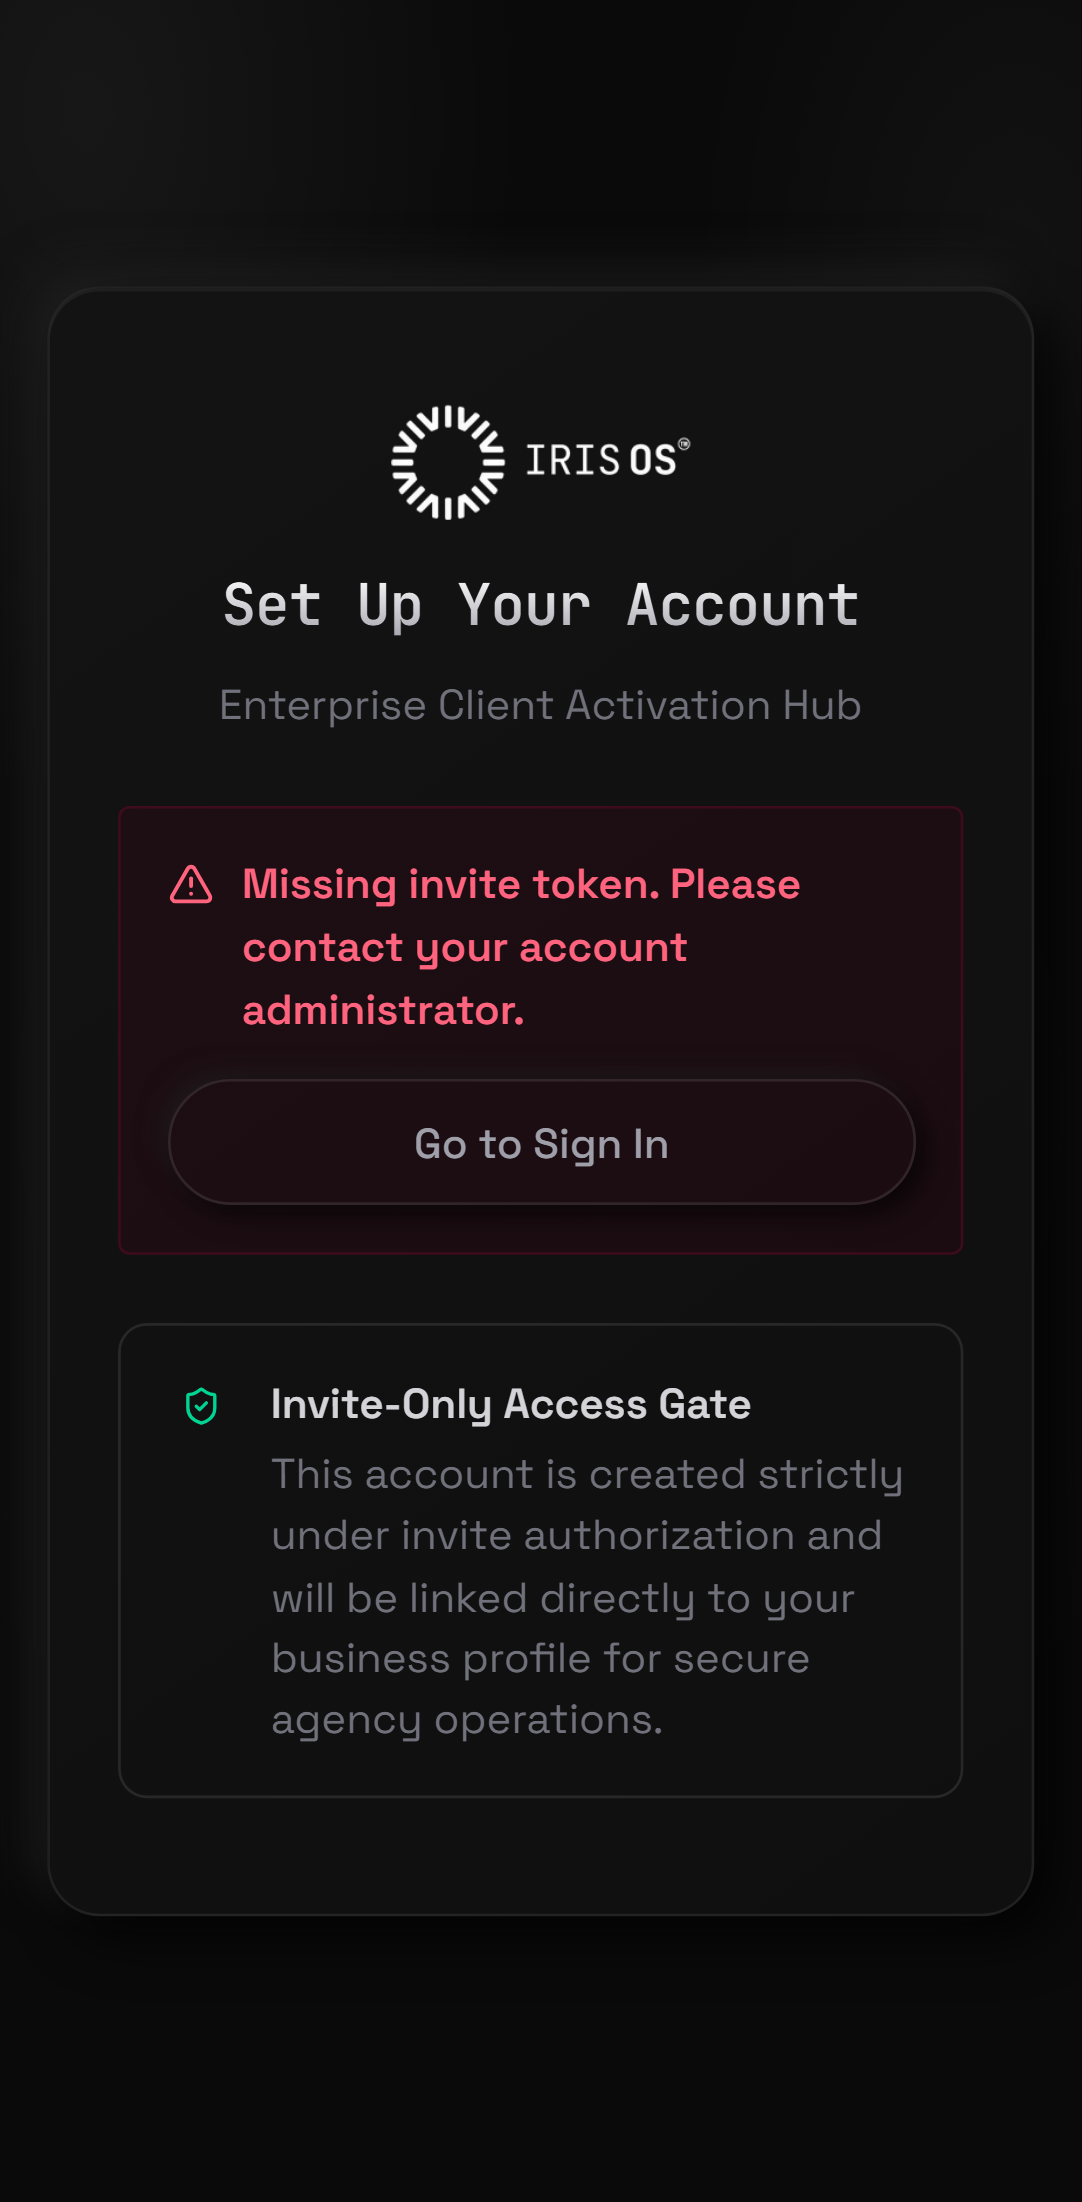 IRIS OS™
Set Up Your Account
Enterprise Client Activation Hub
Missing invite token. Please
contact your account
administrator.
Go to Sign In
Invite-Only Access Gate
This account is created strictly
under invite authorization and
will be linked directly to your
business profile for secure
agency operations.